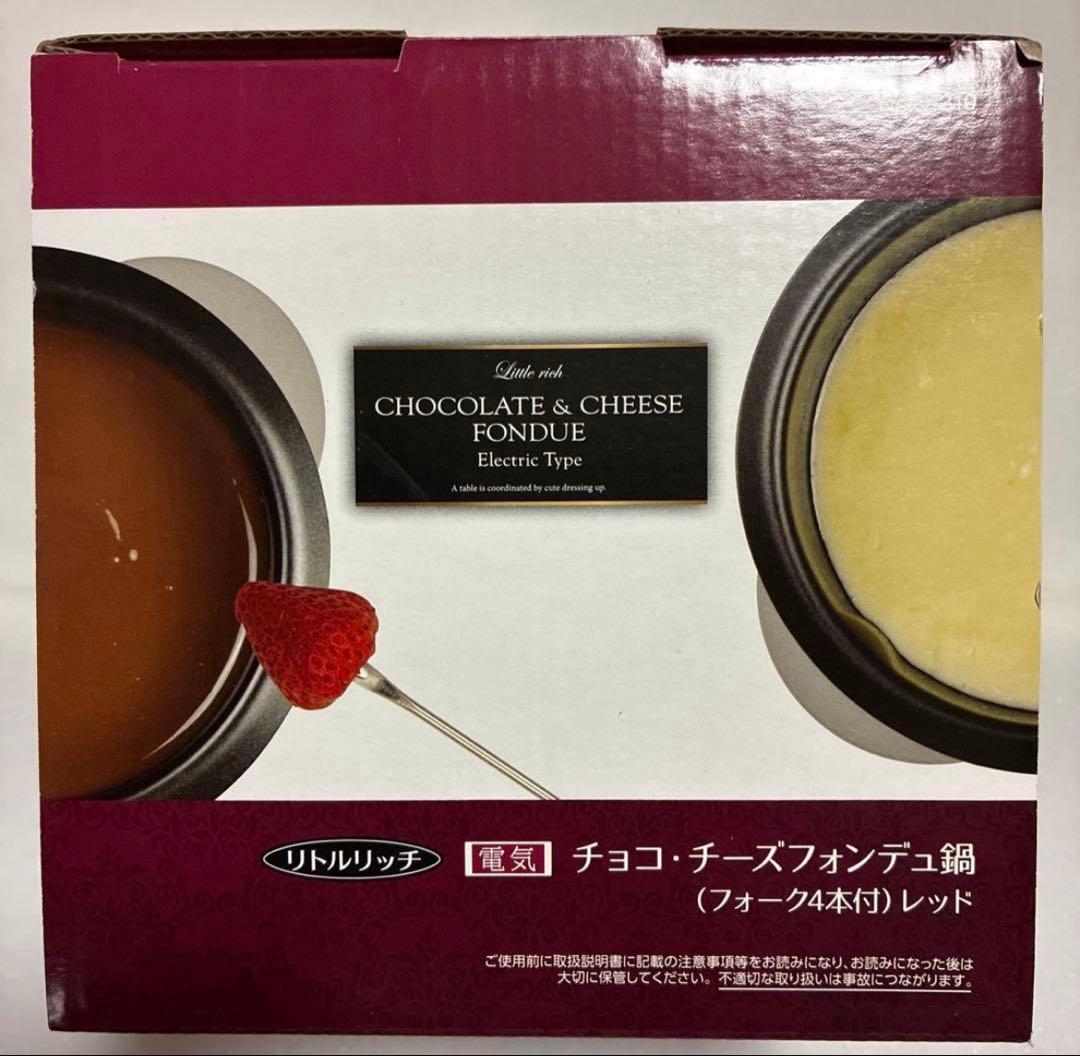 Little rich
CHOCOLATE & CHEESE
FONDUE
Electric Type
A table is coordinated by cute dressing up.
リトルリッチ 電気 チョコ・チーズフォンデュ鍋
(フォーク4本付) レッド
ご使用前に取扱説明書に記載の注意事項等をお読みになり、お読みになった後は
大切に保管してください。不適切な取り扱いは事故につながります。